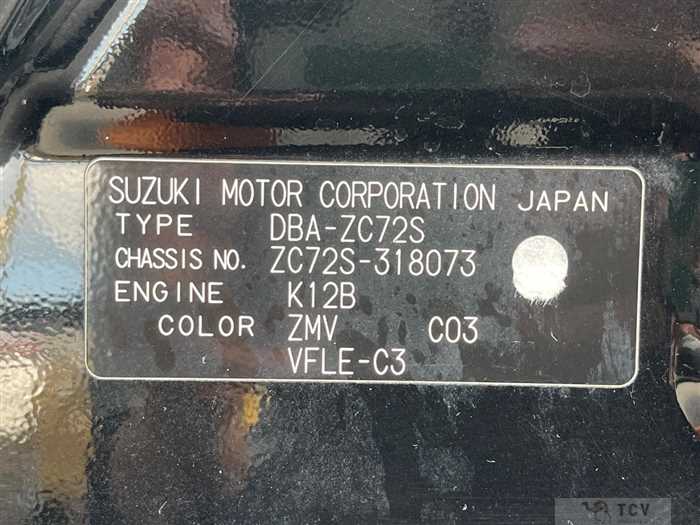 SUZUKI MOTOR CORPORATION JAPAN
TYPE DBA-ZC72S
CHASSIS NO. ZC72S-318073
ENGINE K12B
COLOR ZMV C03
VFLE-C3
TCV